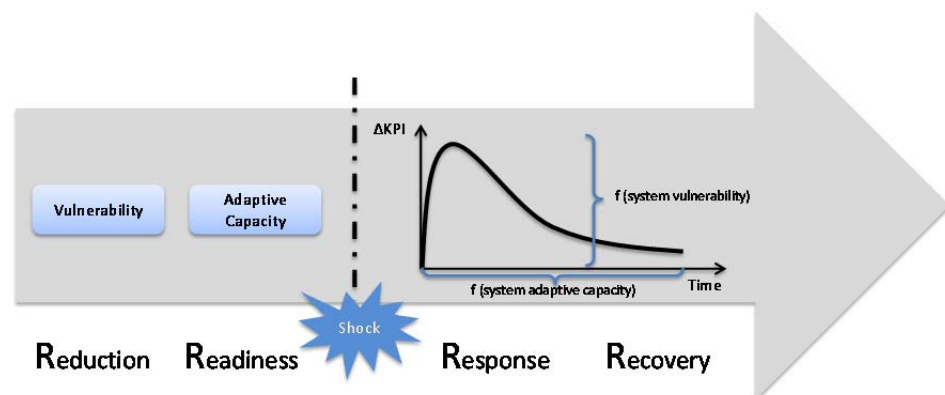 ΔKPI
Vulnerability
Adaptive
Capacity
f (system vulnerability)
Time
f (system adaptive capacity)
Shock
Reduction Readiness Response Recovery